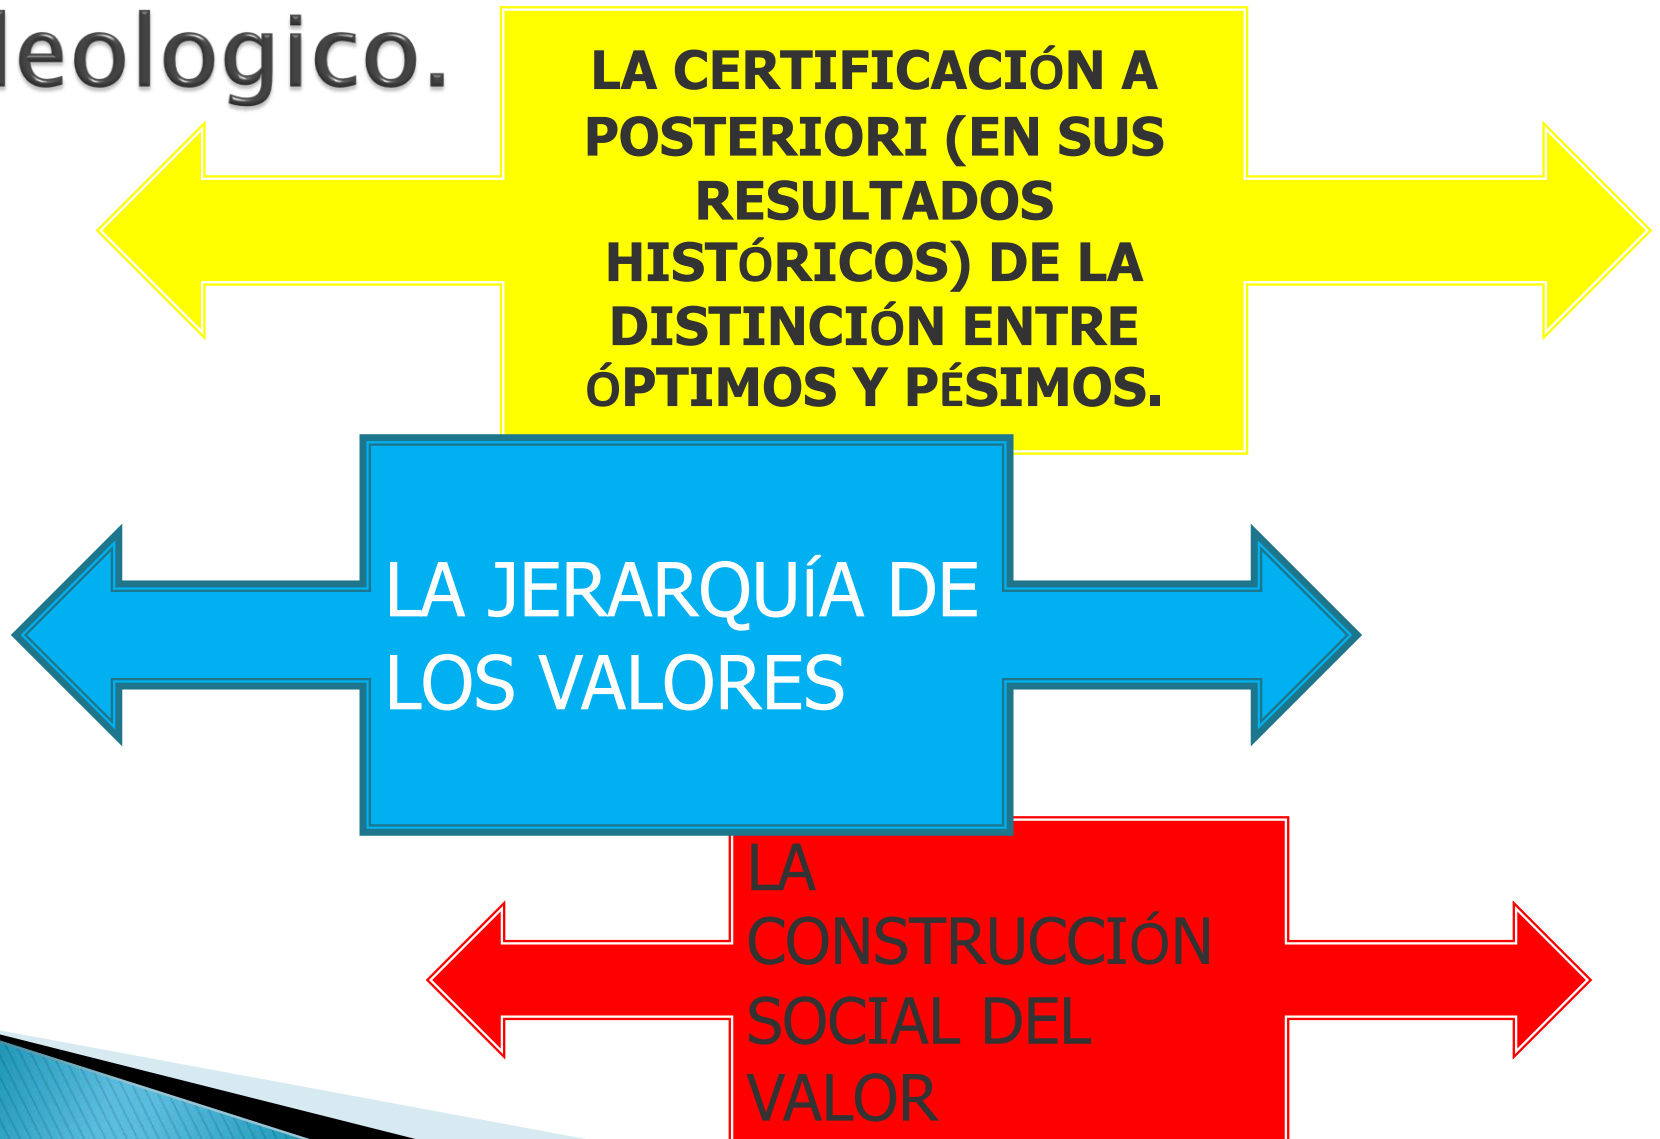 deologico.
LA CERTIFICACIÓN A
POSTERIORI (EN SUS
RESULTADOS
HISTÓRICOS) DE LA
DISTINCIÓN ENTRE
ÓPTIMOS Y PÉSIMOS.
LA JERARQUÍA DE
LOS VALORES
LA
CONSTRUCCIÓN
SOCIAL DEL
VALOR